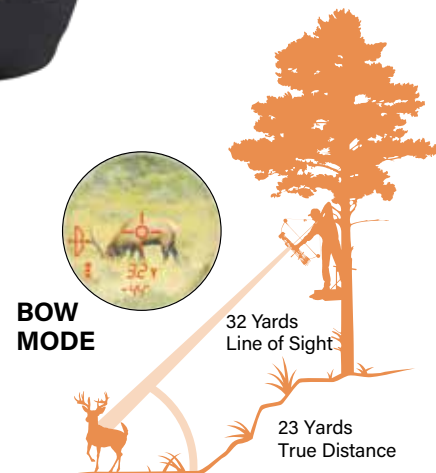 32 Y
BOW
MODE
32 Yards
Line of Sight
23 Yards
True Distance